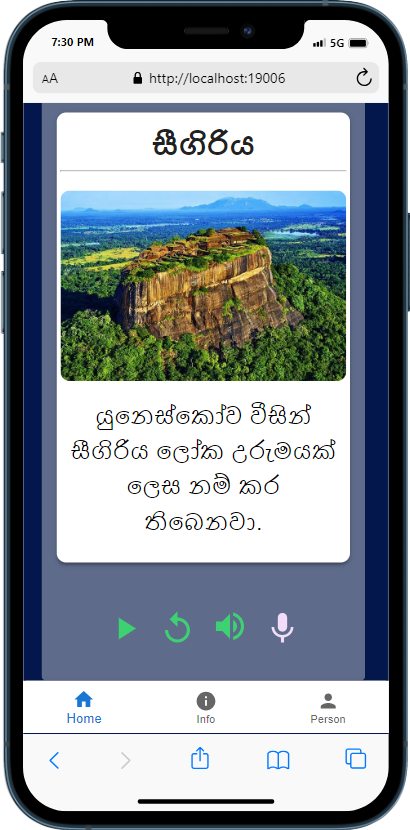 7:30 PM 5G
AA http://localhost:19006
සීගිරිය
යුනෙස්කෝව විසින්
සීගිරිය ලෝක උරුමයක්
ලෙස නම් කර
තිබෙනවා.
Home Info Person